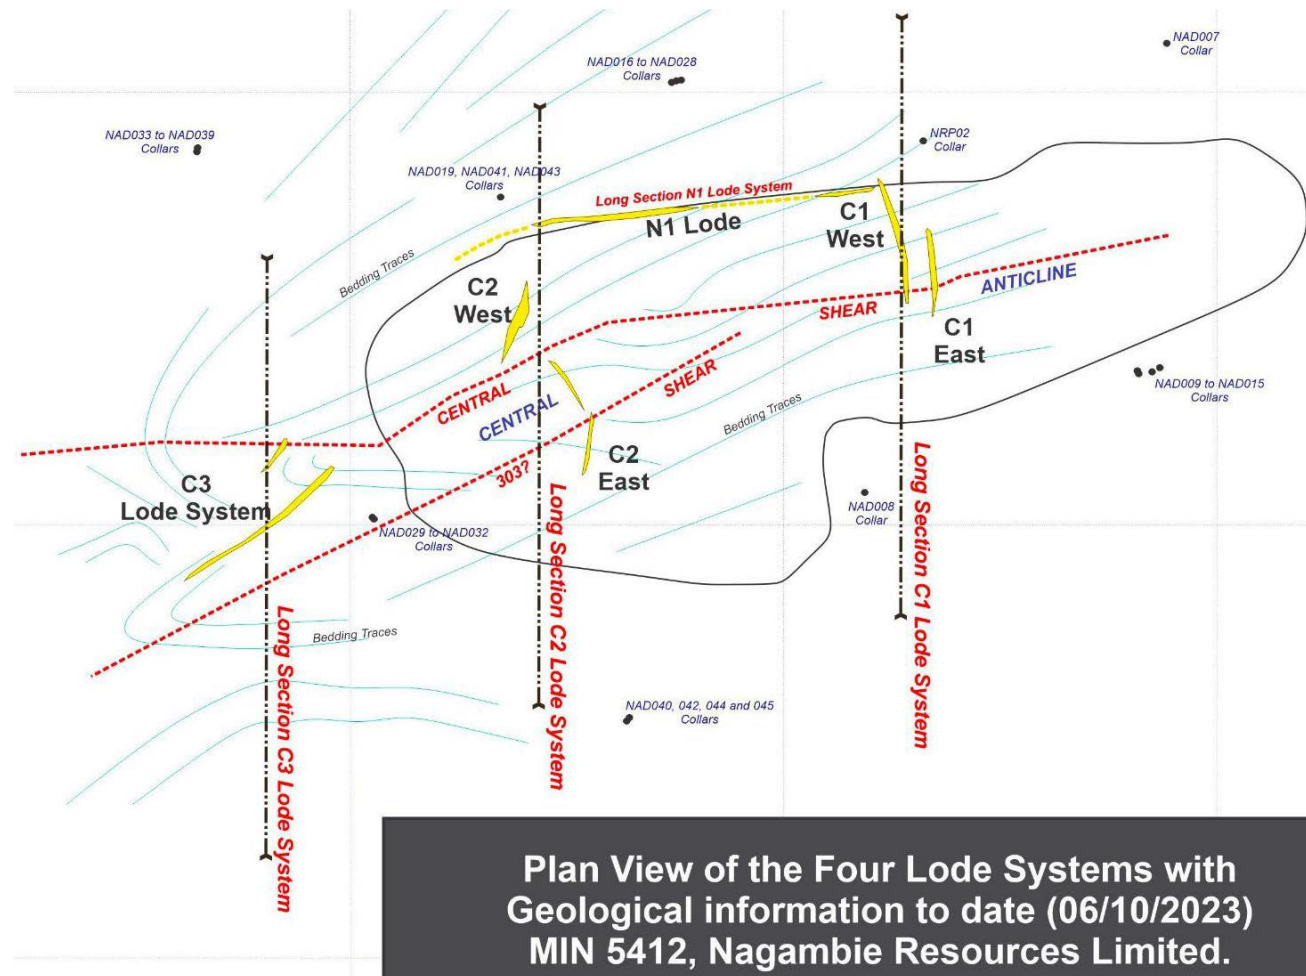 NAD007
Collar
NAD016 to NAD028
Collars
NAD033 to NAD039
Collars
NRP02
Collar
NAD019, NAD041, NAD043
Collars
Long Section N1 Lode System
N1 Lode
C1
West
Bedding Traces
C2
West
ANTICLINE
SHEAR
C1
East
CENTRAL
CENTRAL
SHEAR
NAD009 to NAD015
Collars
Bedding Traces
303?
C2
East
C3
Lode System
NAD008
Collar
NAD029 to NAD032
Collars
Bedding Traces
Long Section C3 Lode System
Long Section C2 Lode System
Long Section C1 Lode System
NAD040, 042, 044 and 045
Collars
Plan View of the Four Lode Systems with
Geological information to date (06/10/2023)
MIN 5412, Nagambie Resources Limited.